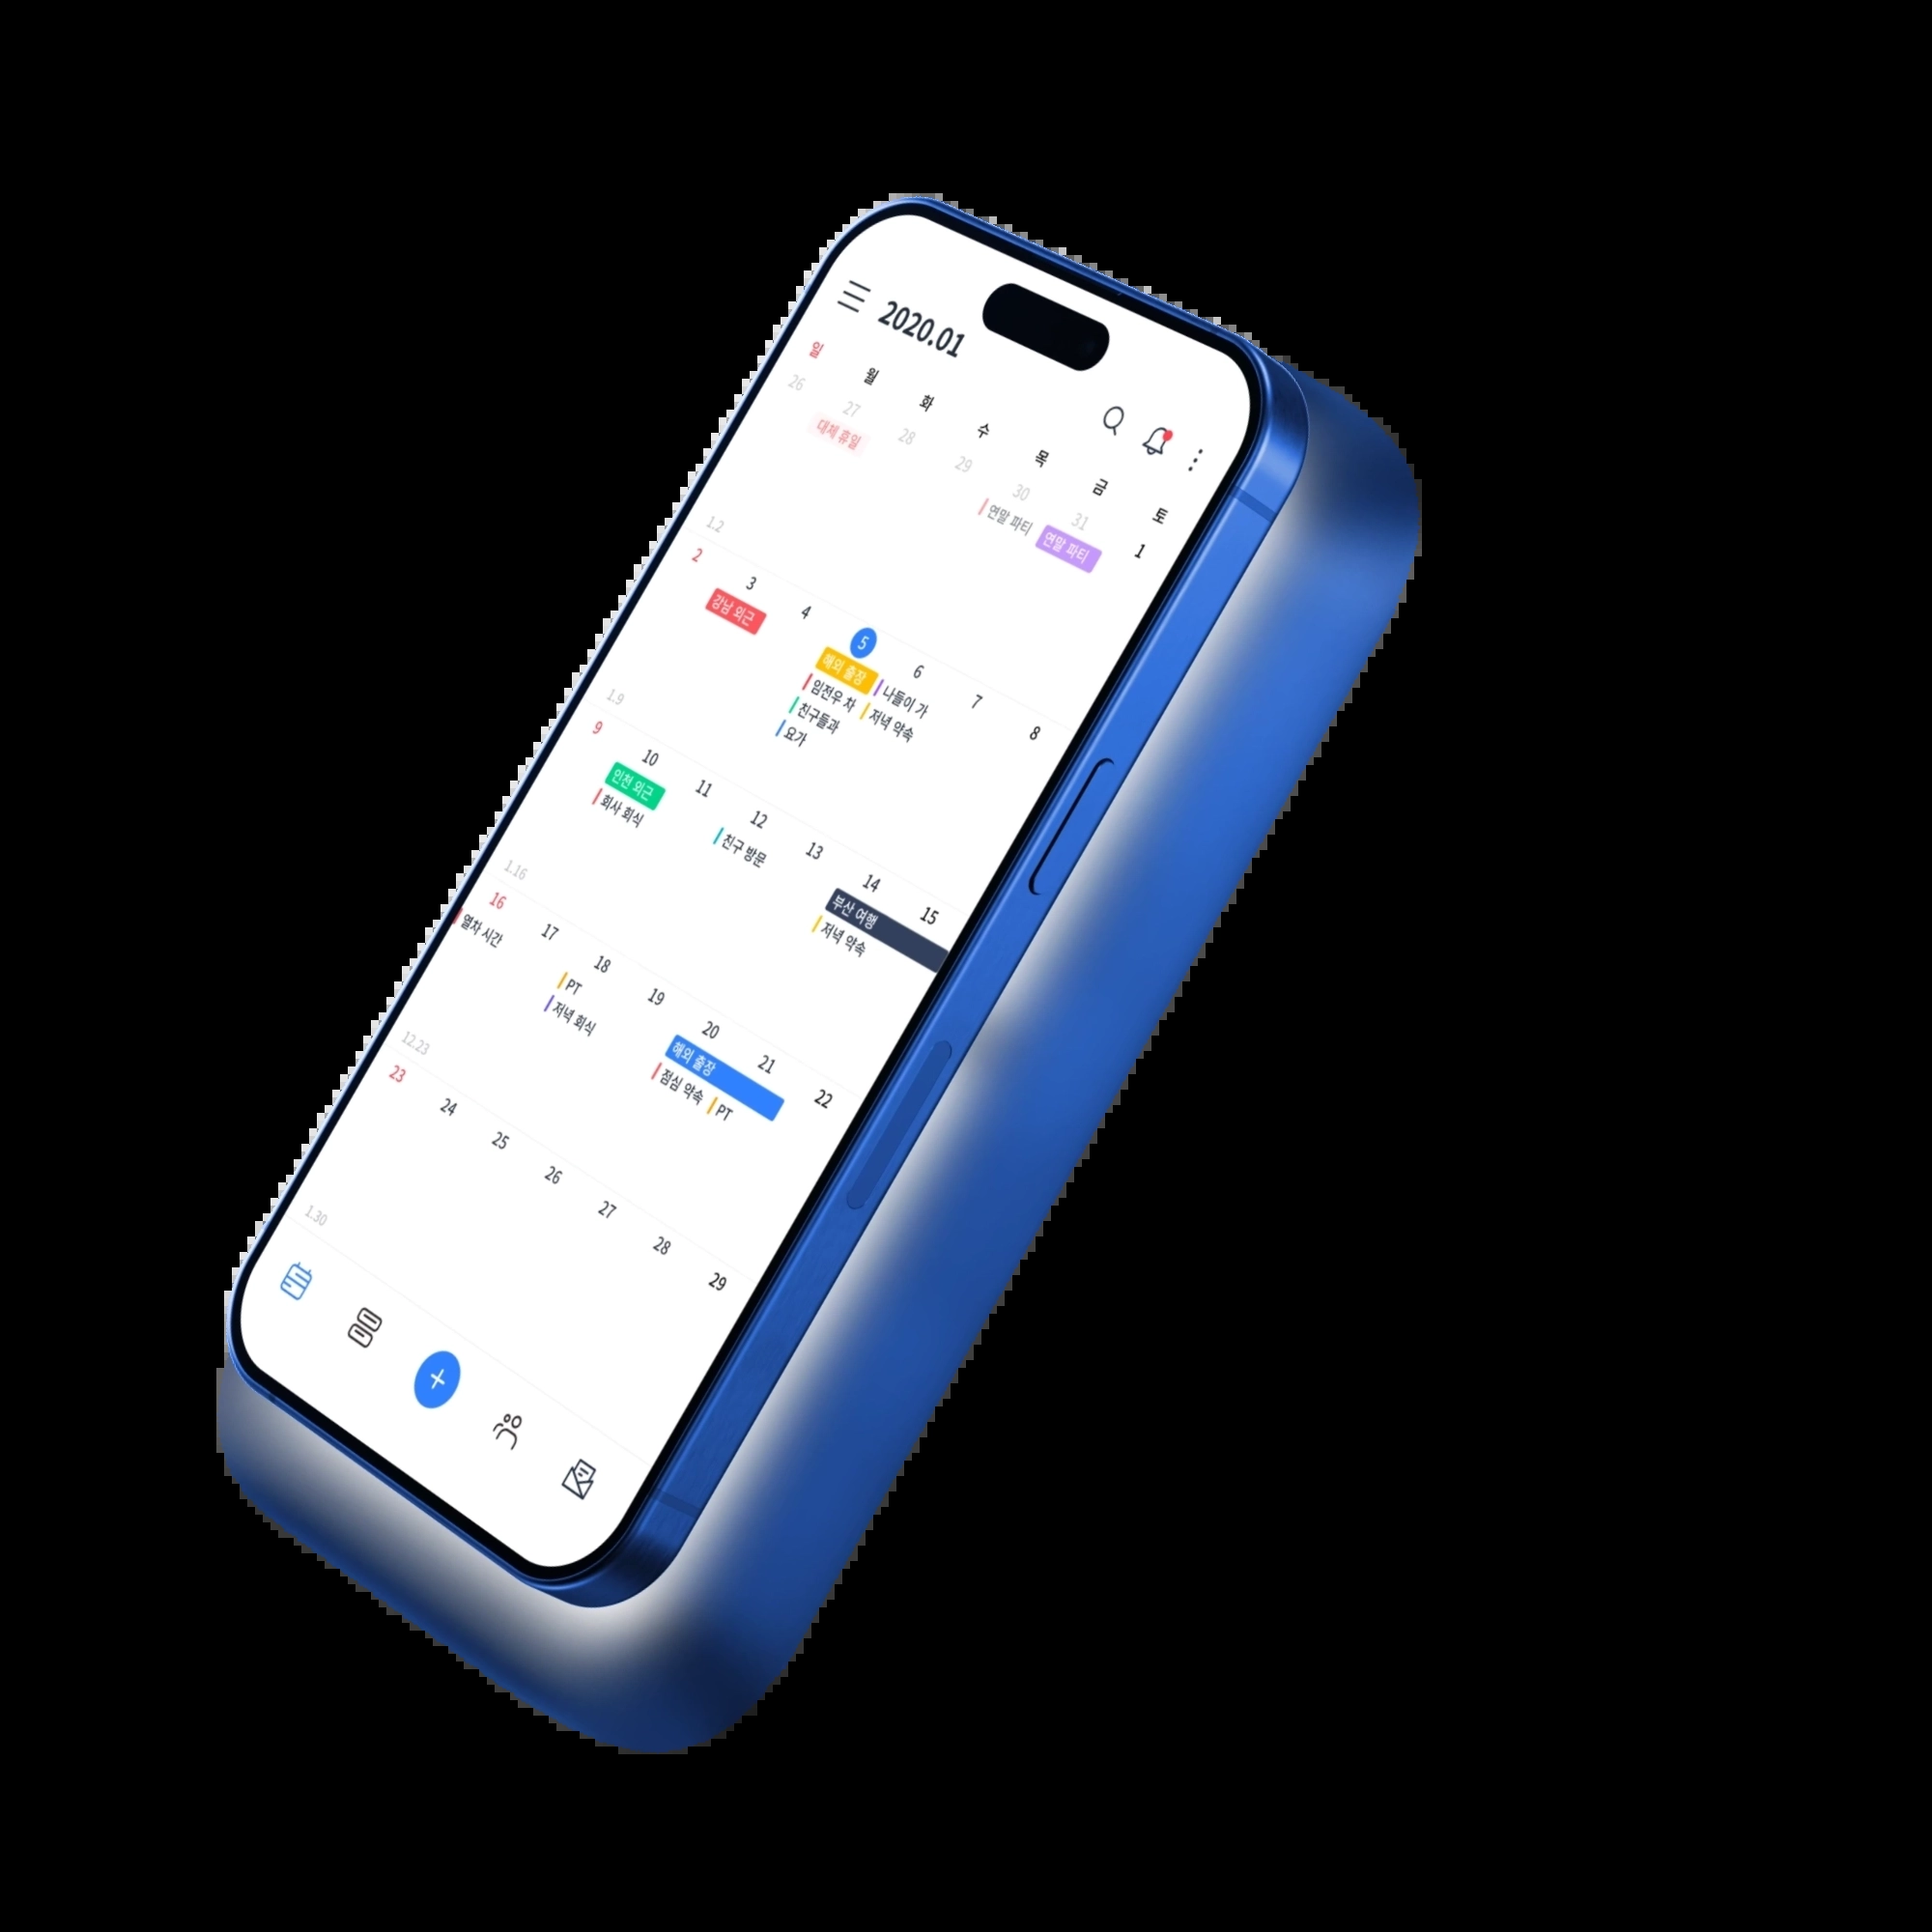 2020.01
일 월 화 수 목 금 토
26 27 28 29 30 31 1
대체 휴일
연말 파티
연말 파티
1.2
2 3 4 5 6 7 8
강남 외근
해외 출장
임전우 차
나들이 가
친구들과
저녁 약속
요가
1.9
9 10 11 12 13 14 15
인천 외근
회사 회식
친구 방문
부산 여행
저녁 약속
1.16
16 17 18 19 20 21 22
열차 시간
PT
저녁 회식
해외 출장
점심 약속
PT
12.23
23 24 25 26 27 28 29
1.30